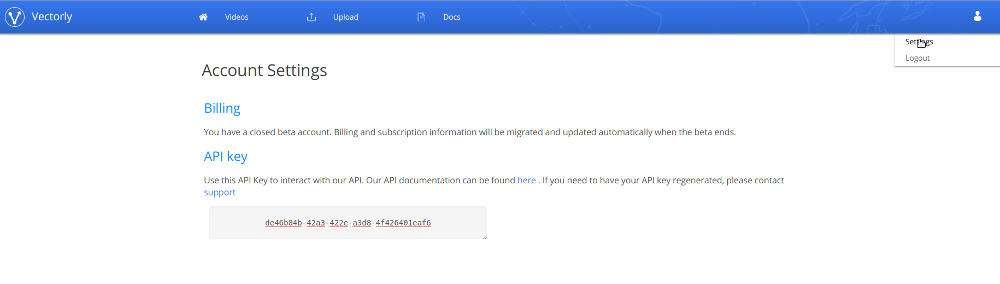 Vectorly Videos Upload Docs
Settings
Logout
Account Settings
Billing
You have a closed beta account. Billing and subscription information will be migrated and updated automatically when the beta ends.
API key
Use this API Key to interact with our API. Our API documentation can be found here . If you need to have your API key regenerated, please contact
support
de46b84b-42a3-422e-a3d8-4f426401eaf6